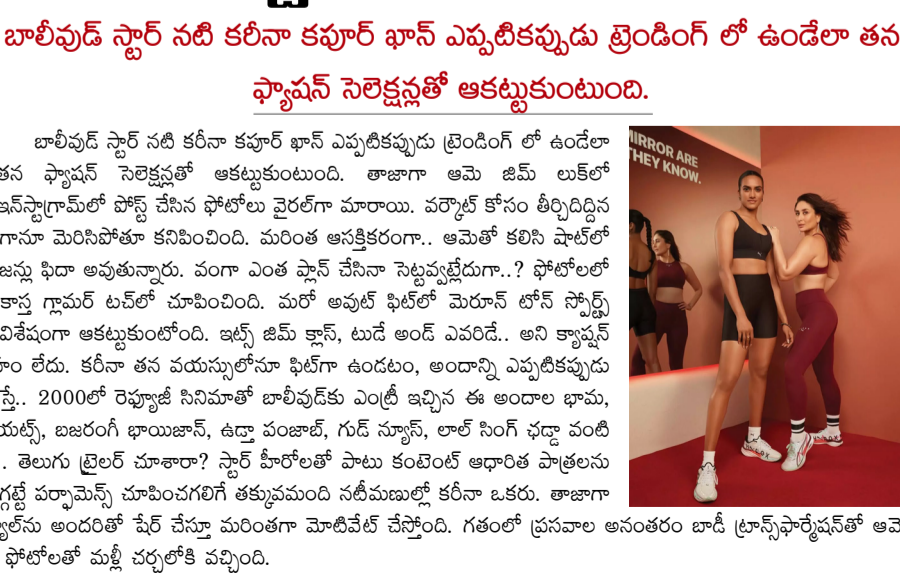 బాలీవుడ్ స్టార్ నటి కరీనా కపూర్ ఖాన్ ఎప్పటికప్పుడు ట్రెండింగ్ లో ఉండేలా తన
ఫ్యాషన్ సెలెక్షన్లతో ఆకట్టుకుంటుంది.
బాలీవుడ్ స్టార్ నటి కరీనా కపూర్ ఖాన్ ఎప్పటికప్పుడు ట్రెండింగ్ లో ఉండేలా
తన ఫ్యాషన్ సెలెక్షన్లతో ఆకట్టుకుంటుంది. తాజాగా ఆమె జిమ్ లుక్‌లో
ఇన్‌స్టాగ్రామ్‌లో పోస్ట్ చేసిన ఫోటోలు వైరల్‌గా మారాయి. వర్కౌట్ కోసం తీర్చిదిద్దిన
గానూ మెరిసిపోతూ కనిపించింది. మరింత ఆసక్తికరంగా.. ఆమెతో కలిసి షాట్‌లో
జన్లు ఫిదా అవుతున్నారు. వంగా ఎంత ప్లాన్ చేసినా సెట్టవ్వట్లేదుగా..? ఫోటోలలో
కాస్త గ్లామర్ టచ్‌లో చూపించింది. మరో అవుట్ ఫిట్‌లో మెరూన్ టోన్ స్పోర్ట్స్
విశేషంగా ఆకట్టుకుంటోంది. ఇట్స్ జిమ్ క్లాస్, టుడే అండ్ ఎవరిడే.. అని క్యాప్షన్
లేదు. కరీనా తన వయస్సులోనూ ఫిట్‌గా ఉండటం, అందాన్ని ఎప్పటికప్పుడు
స్తే.. 2000లో రెఫ్యూజీ సినిమాతో బాలీవుడ్‌కు ఎంట్రీ ఇచ్చిన ఈ అందాల భామ,
యట్స్, బజరంగీ భాయిజాన్, ఉడ్తా పంజాబ్, గుడ్ న్యూస్, లాల్ సింగ్ ఛడ్డా వంటి
. తెలుగు ట్రైలర్ చూశారా? స్టార్ హీరోలతో పాటు కంటెంట్ ఆధారిత పాత్రలను
గ్గట్టే పర్ఫామెన్స్ చూపించగలిగే తక్కువమంది నటీమణుల్లో కరీనా ఒకరు. తాజాగా
అందరితో షేర్ చేస్తూ మరింతగా మోటివేట్ చేస్తోంది. గతంలో ప్రసవాల అనంతరం బాడీ ట్రాన్స్‌ఫార్మేషన్‌తో ఆమె
ఫోటోలతో మళ్లీ చర్చలోకి వచ్చింది.
MIRROR ARE
THEY KNOW.